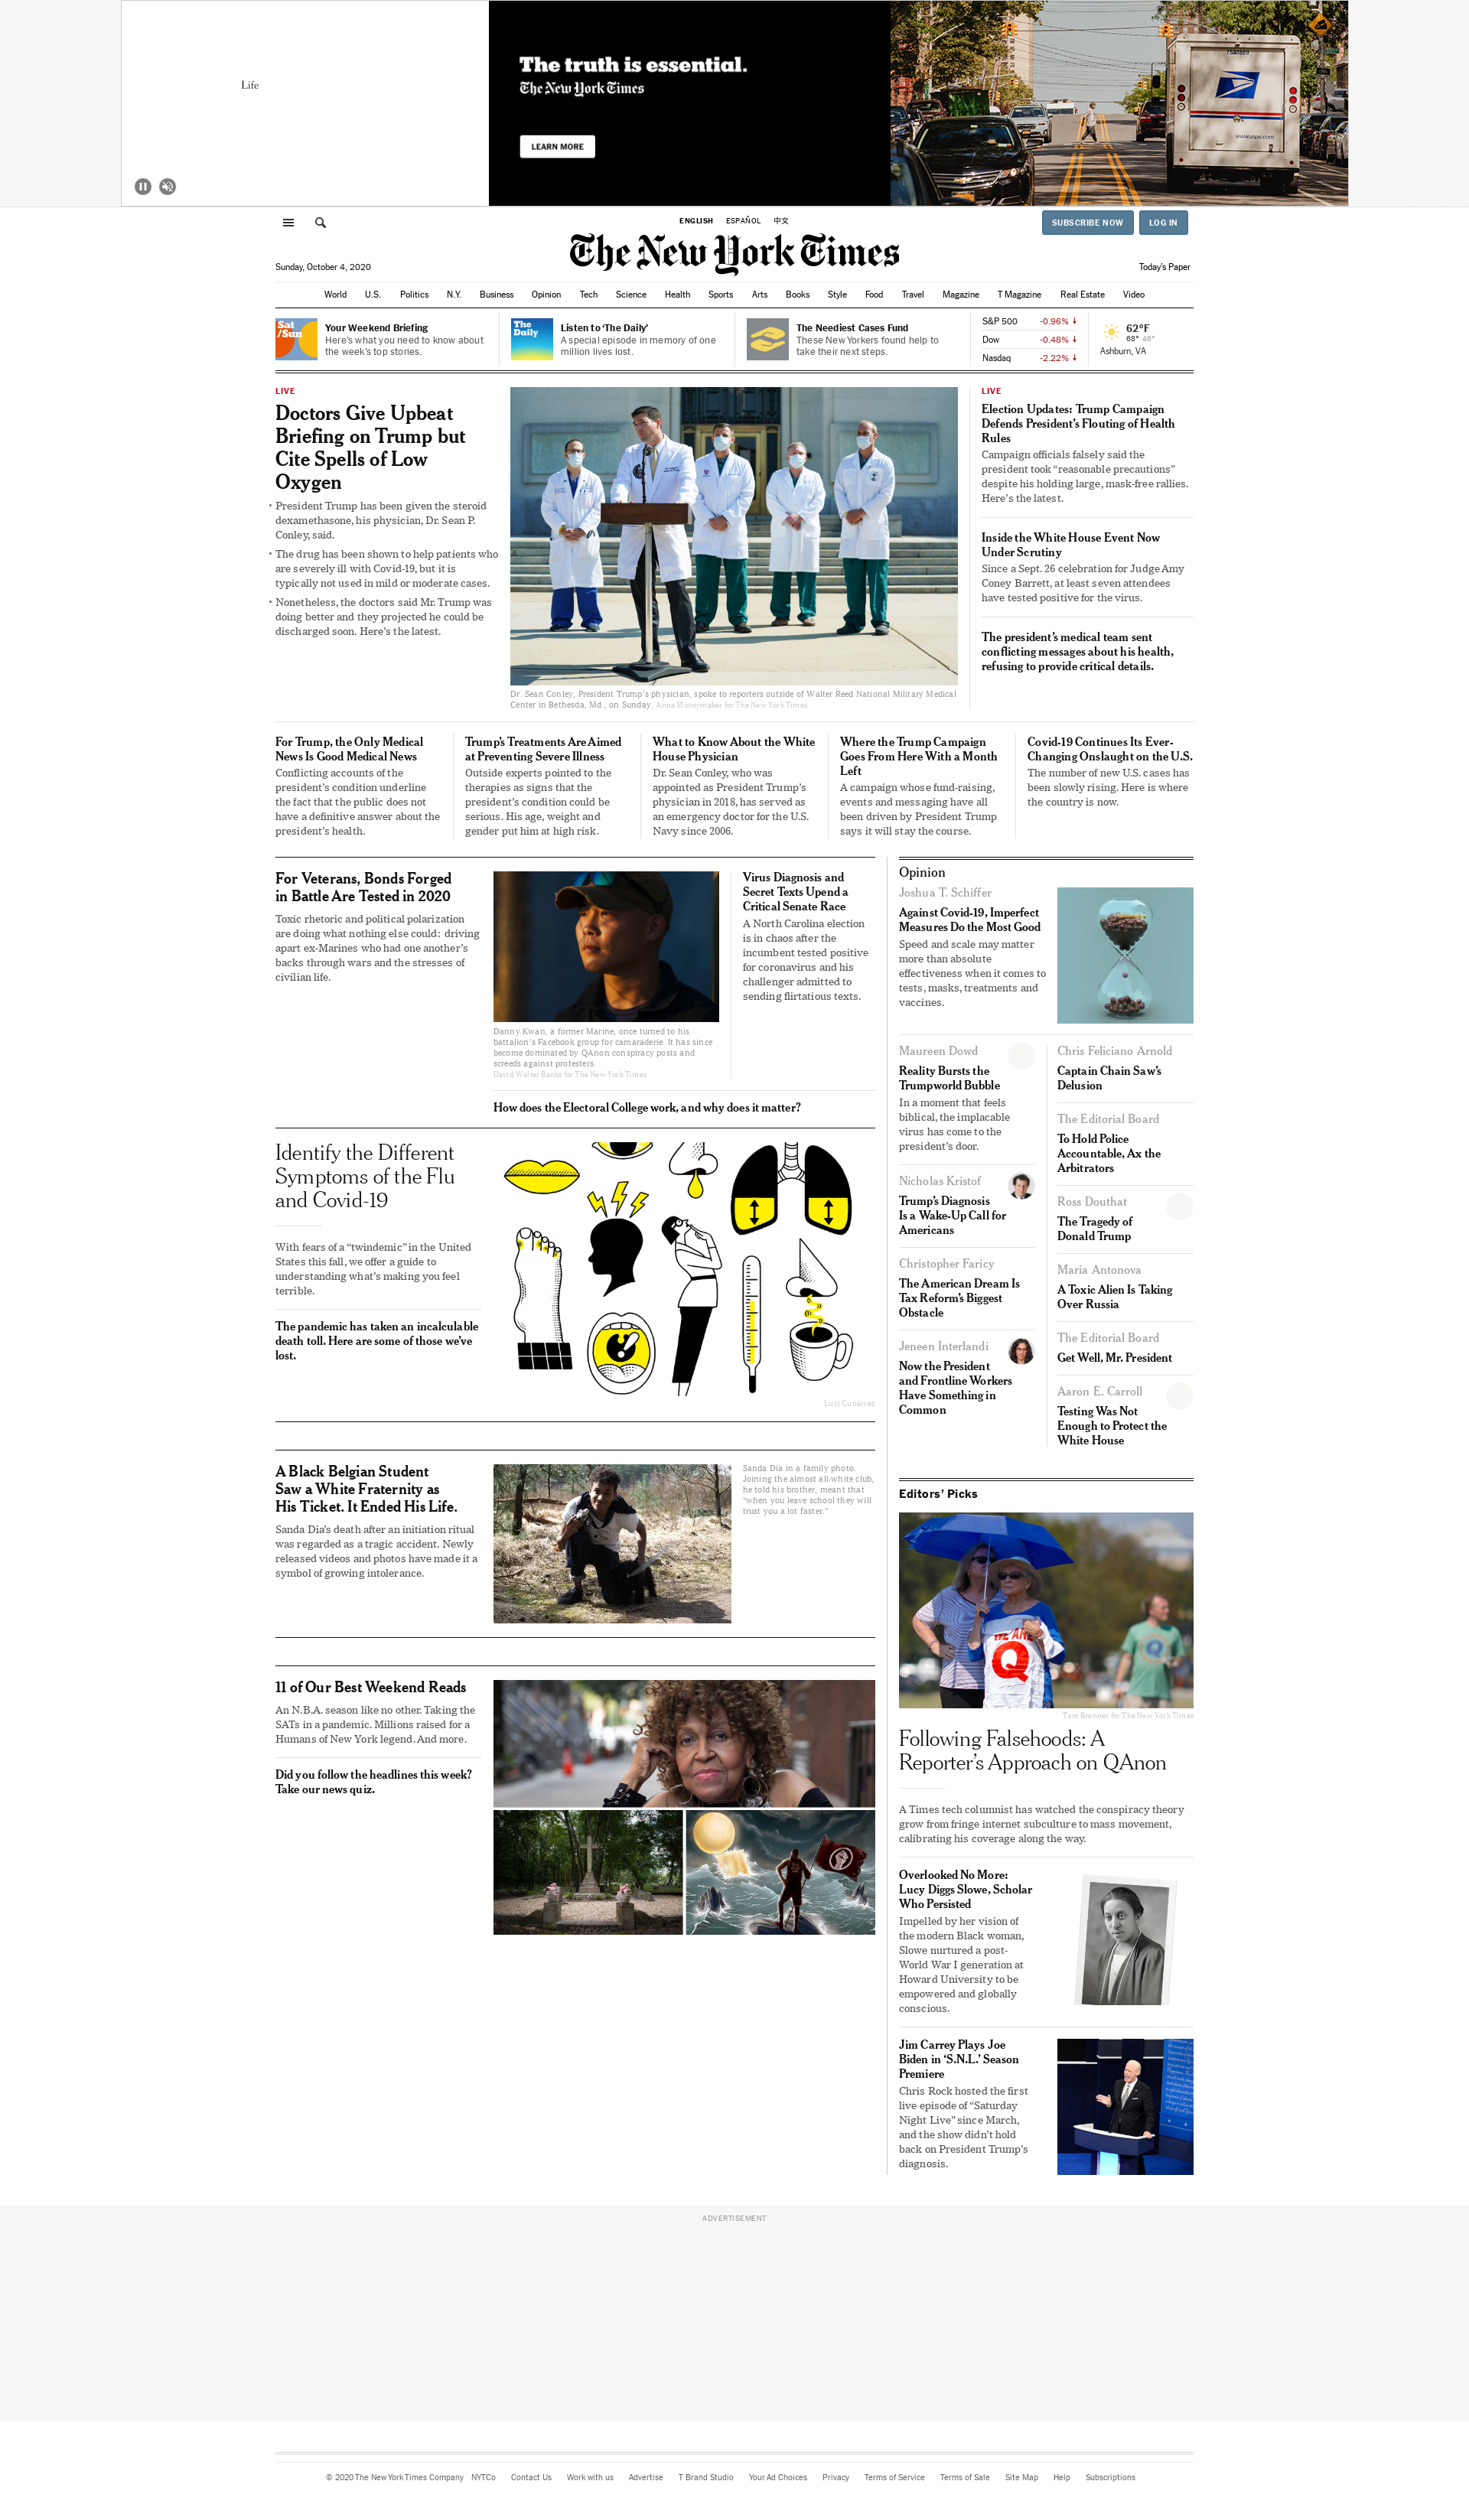 Life
The truth is essential.
The New York Times
LEARN MORE
ENGLISH ESPAÑOL 中文
SUBSCRIBE NOW LOG IN
The New York Times
Sunday, October 4, 2020
Today's Paper
World U.S. Politics N.Y. Business Opinion Tech Science Health Sports Arts Books Style Food Travel Magazine T Magazine Real Estate Video
Sat
/Sun
Your Weekend Briefing
Here's what you need to know about
the week's top stories.
The
Daily
Listen to 'The Daily'
A special episode in memory of one
million lives lost.
The Neediest Cases Fund
These New Yorkers found help to
take their next steps.
S&P 500 -0.96% ↓
Dow -0.48% ↓
Nasdaq -2.22% ↓
62°F
68° 46°
Ashburn, VA
LIVE
Doctors Give Upbeat
Briefing on Trump but
Cite Spells of Low
Oxygen
• President Trump has been given the steroid
dexamethasone, his physician, Dr. Sean P.
Conley, said.
• The drug has been shown to help patients who
are severely ill with Covid-19, but it is
typically not used in mild or moderate cases.
• Nonetheless, the doctors said Mr. Trump was
doing better and they projected he could be
discharged soon. Here's the latest.
Dr. Sean Conley, President Trump's physician, spoke to reporters outside of Walter Reed National Military Medical
Center in Bethesda, Md., on Sunday. Anna Moneymaker for The New York Times
LIVE
Election Updates: Trump Campaign
Defends President's Flouting of Health
Rules
Campaign officials falsely said the
president took “reasonable precautions”
despite his holding large, mask-free rallies.
Here's the latest.
Inside the White House Event Now
Under Scrutiny
Since a Sept. 26 celebration for Judge Amy
Coney Barrett, at least seven attendees
have tested positive for the virus.
The president's medical team sent
conflicting messages about his health,
refusing to provide critical details.
For Trump, the Only Medical
News Is Good Medical News
Conflicting accounts of the
president's condition underline
the fact that the public does not
have a definitive answer about the
president's health.
Trump's Treatments Are Aimed
at Preventing Severe Illness
Outside experts pointed to the
therapies as signs that the
president's condition could be
serious. His age, weight and
gender put him at high risk.
What to Know About the White
House Physician
Dr. Sean Conley, who was
appointed as President Trump's
physician in 2018, has served as
an emergency doctor for the U.S.
Navy since 2006.
Where the Trump Campaign
Goes From Here With a Month
Left
A campaign whose fund-raising,
events and messaging have all
been driven by President Trump
says it will stay the course.
Covid-19 Continues Its Ever-
Changing Onslaught on the U.S.
The number of new U.S. cases has
been slowly rising. Here is where
the country is now.
For Veterans, Bonds Forged
in Battle Are Tested in 2020
Toxic rhetoric and political polarization
are doing what nothing else could: driving
apart ex-Marines who had one another's
backs through wars and the stresses of
civilian life.
Danny Kwan, a former Marine, once turned to his
battalion's Facebook group for camaraderie. It has since
become dominated by QAnon conspiracy posts and
screeds against protesters.
David Walter Banks for The New York Times
Virus Diagnosis and
Secret Texts Upend a
Critical Senate Race
A North Carolina election
is in chaos after the
incumbent tested positive
for coronavirus and his
challenger admitted to
sending flirtatious texts.
How does the Electoral College work, and why does it matter?
Identify the Different
Symptoms of the Flu
and Covid-19
With fears of a “twindemic” in the United
States this fall, we offer a guide to
understanding what's making you feel
terrible.
The pandemic has taken an incalculable
death toll. Here are some of those we've
lost.
!?
Luci Gutiérrez
A Black Belgian Student
Saw a White Fraternity as
His Ticket. It Ended His Life.
Sanda Dia's death after an initiation ritual
was regarded as a tragic accident. Newly
released videos and photos have made it a
symbol of growing intolerance.
Sanda Dia in a family photo.
Joining the almost all-white club,
he told his brother, meant that
“when you leave school they will
trust you a lot faster.”
11 of Our Best Weekend Reads
An N.B.A. season like no other. Taking the
SATs in a pandemic. Millions raised for a
Humans of New York legend. And more.
Did you follow the headlines this week?
Take our news quiz.
Opinion
Joshua T. Schiffer
Against Covid-19, Imperfect
Measures Do the Most Good
Speed and scale may matter
more than absolute
effectiveness when it comes to
tests, masks, treatments and
vaccines.
Maureen Dowd
Reality Bursts the
Trumpworld Bubble
In a moment that feels
biblical, the implacable
virus has come to the
president's door.
Nicholas Kristof
Trump's Diagnosis
Is a Wake-Up Call for
Americans
Christopher Faricy
The American Dream Is
Tax Reform's Biggest
Obstacle
Jeneen Interlandi
Now the President
and Frontline Workers
Have Something in
Common
Chris Feliciano Arnold
Captain Chain Saw's
Delusion
The Editorial Board
To Hold Police
Accountable, Ax the
Arbitrators
Ross Douthat
The Tragedy of
Donald Trump
Maria Antonova
A Toxic Alien Is Taking
Over Russia
The Editorial Board
Get Well, Mr. President
Aaron E. Carroll
Testing Was Not
Enough to Protect the
White House
Editors' Picks
WE ARE
Q
Tom Brenner for The New York Times
Following Falsehoods: A
Reporter's Approach on QAnon
A Times tech columnist has watched the conspiracy theory
grow from fringe internet subculture to mass movement,
calibrating his coverage along the way.
Overlooked No More:
Lucy Diggs Slowe, Scholar
Who Persisted
Impelled by her vision of
the modern Black woman,
Slowe nurtured a post-
World War I generation at
Howard University to be
empowered and globally
conscious.
Jim Carrey Plays Joe
Biden in 'S.N.L.' Season
Premiere
Chris Rock hosted the first
live episode of “Saturday
Night Live” since March,
and the show didn't hold
back on President Trump's
diagnosis.
ADVERTISEMENT
© 2020 The New York Times Company NYTCo Contact Us Work with us Advertise T Brand Studio Your Ad Choices Privacy Terms of Service Terms of Sale Site Map Help Subscriptions